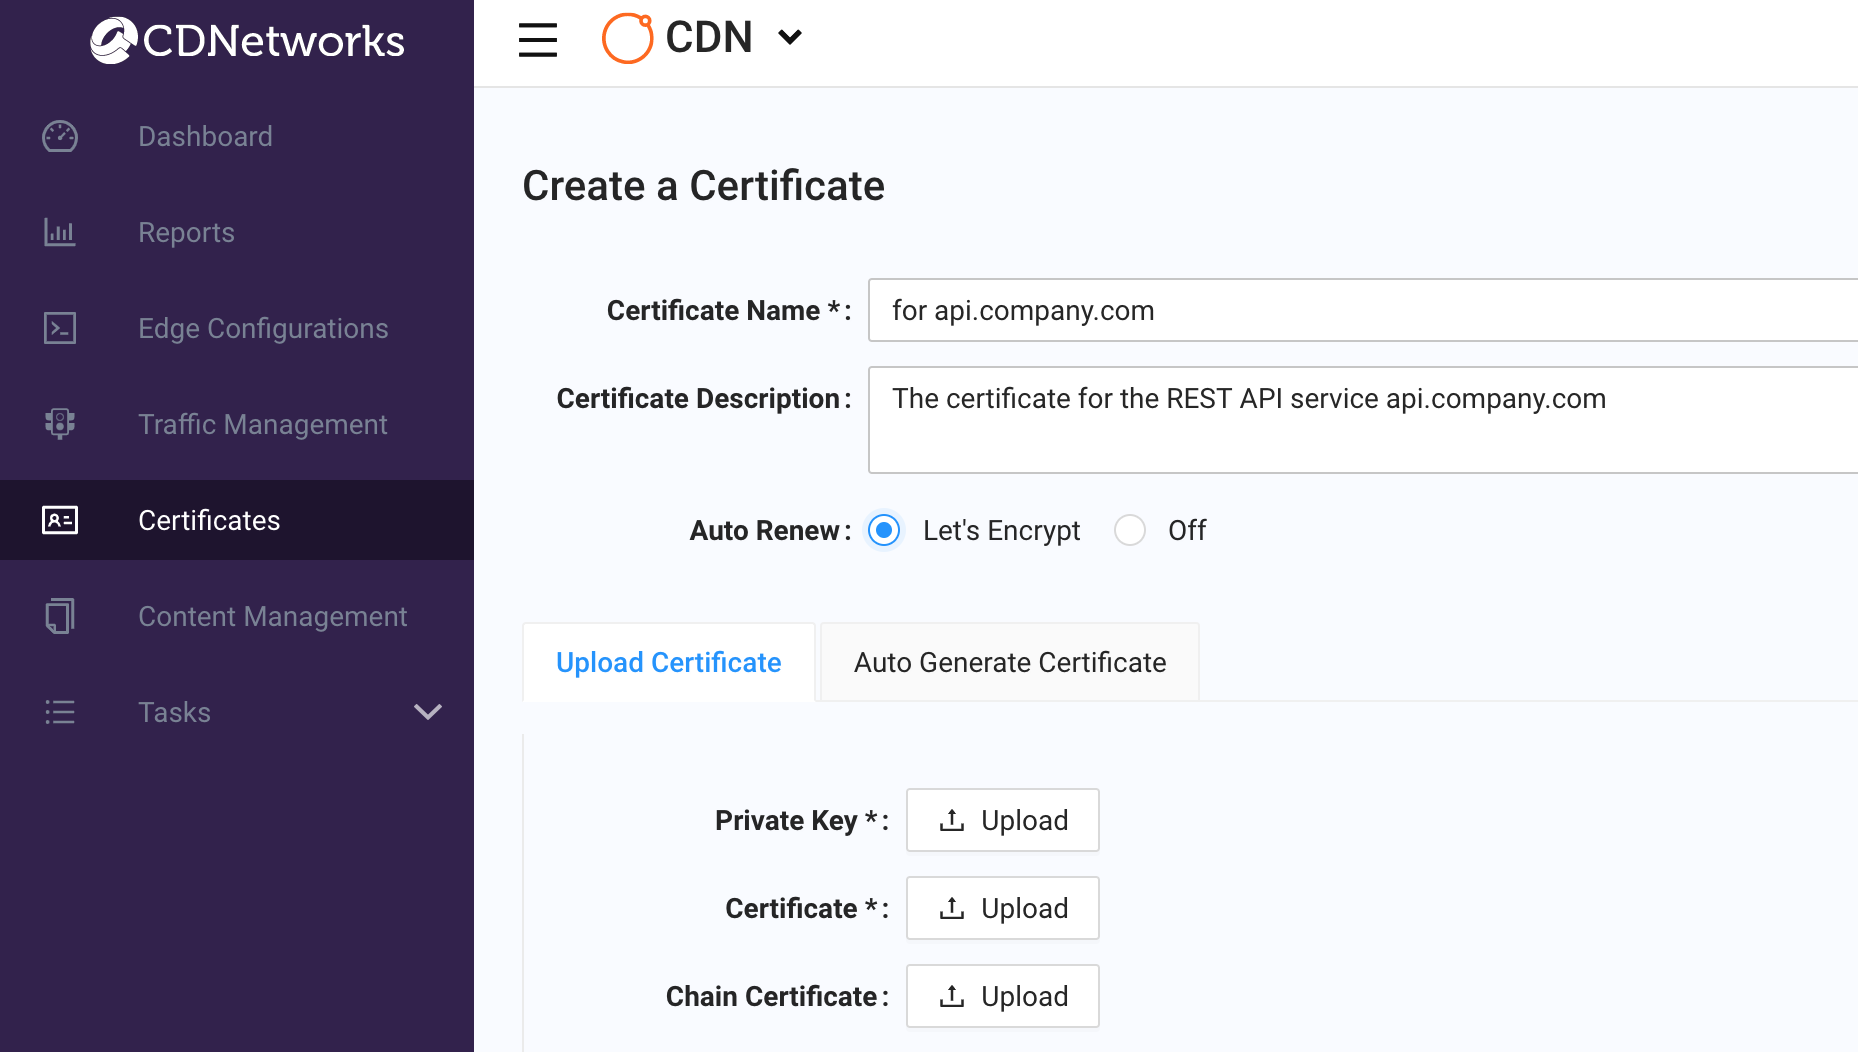 CDNetworks
CDN
Dashboard
Reports
Edge Configurations
Traffic Management
Certificates
Content Management
Tasks
Create a Certificate
Certificate Name * : for api.company.com
Certificate Description : The certificate for the REST API service api.company.com
Auto Renew : Let's Encrypt Off
Upload Certificate Auto Generate Certificate
Private Key * : Upload
Certificate * : Upload
Chain Certificate : Upload